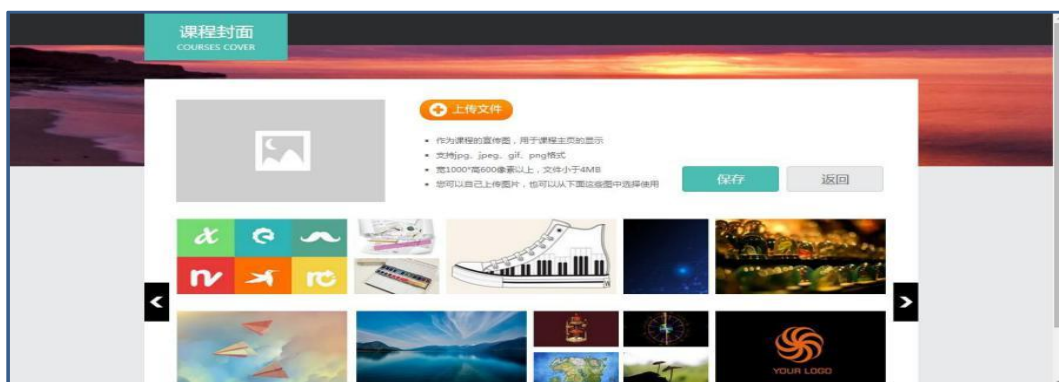 课程封面
COURSES COVER
上传文件
作为课程的宣传图，用于课程主页的显示
支持jpg、jpeg、gif、png格式
宽1000*高600像素以上，文件小于4MB
您可以自己上传图片，也可以从下面这些图中选择使用
保存
返回
YOUR LOGO